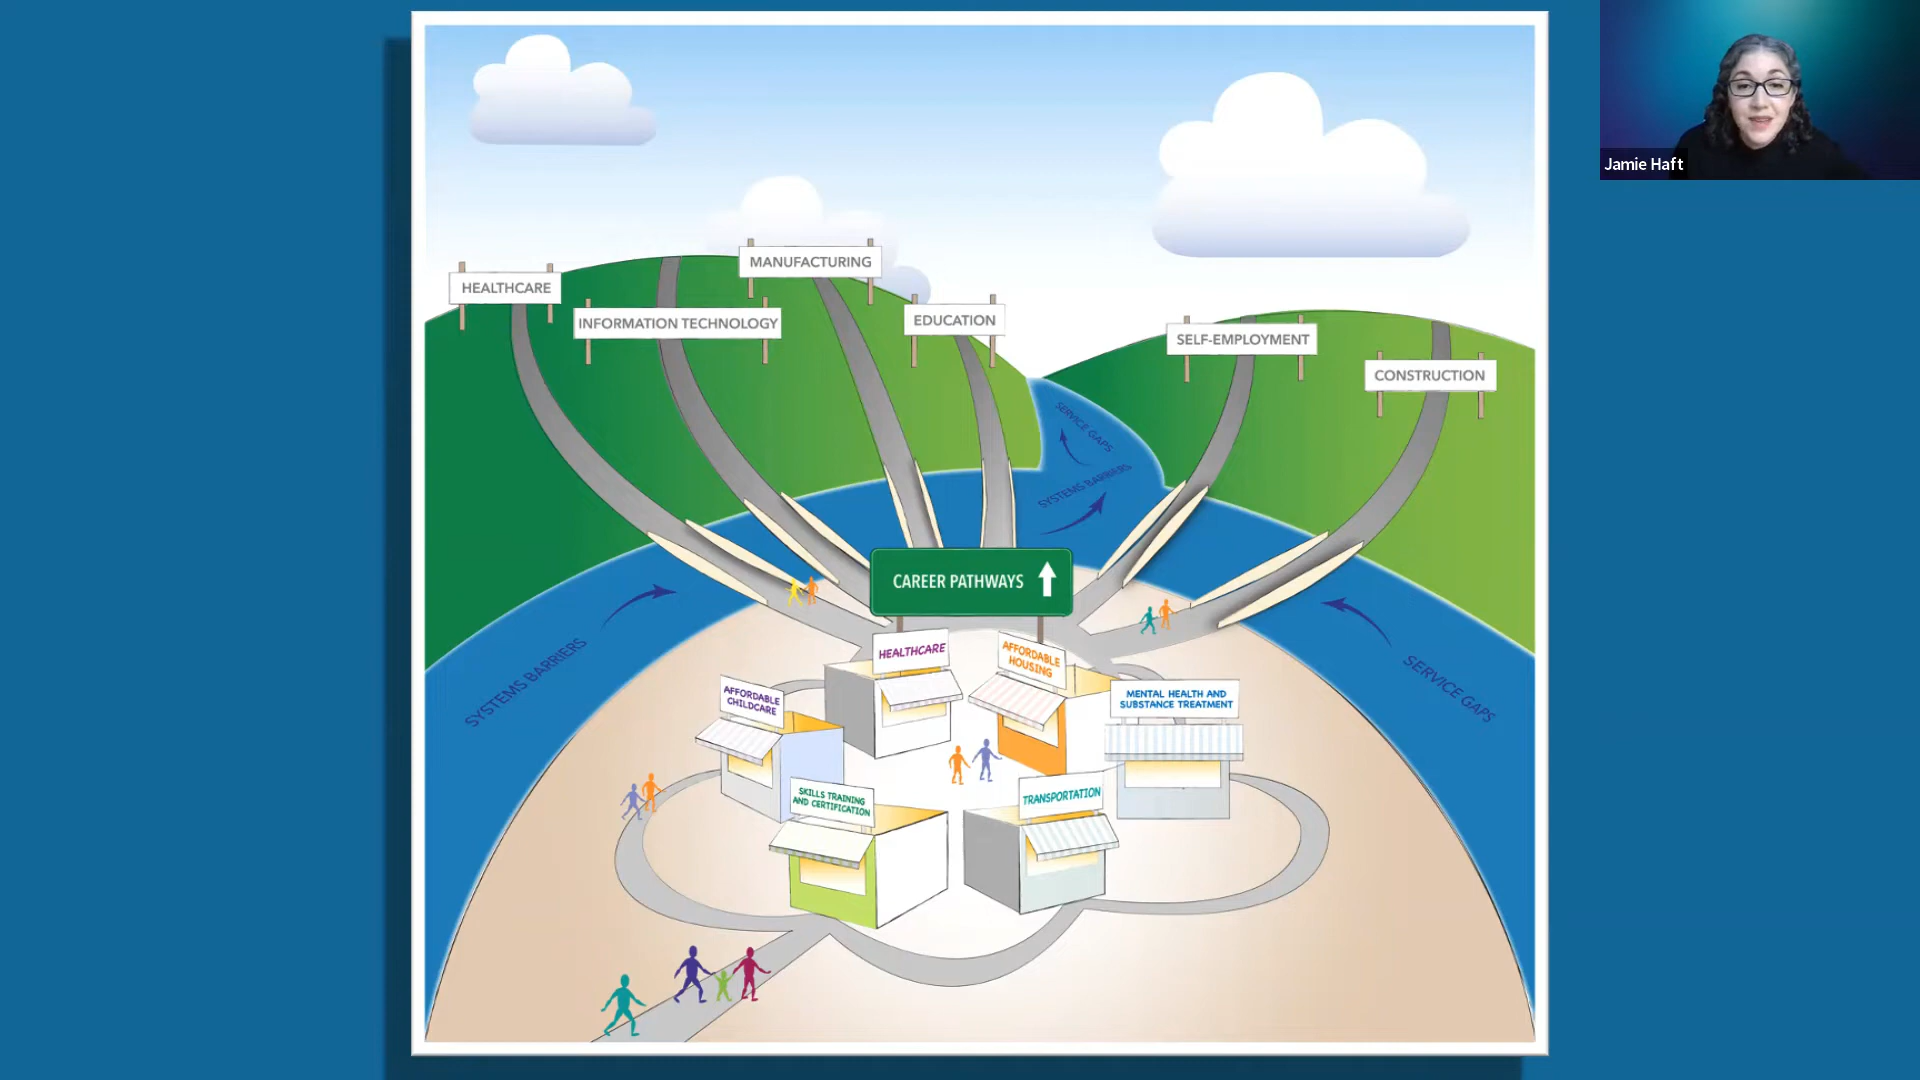 Jamie Haft
MANUFACTURING
HEALTHCARE
INFORMATION TECHNOLOGY
EDUCATION
SELF-EMPLOYMENT
CONSTRUCTION
SERVICE GAPS
SYSTEMS BARRIERS
CAREER PATHWAYS
SYSTEMS BARRIERS
SERVICE GAPS
HEALTHCARE
AFFORDABLE
HOUSING
AFFORDABLE
CHILDCARE
MENTAL HEALTH AND
SUBSTANCE TREATMENT
SKILLS TRAINING
AND CERTIFICATION
TRANSPORTATION